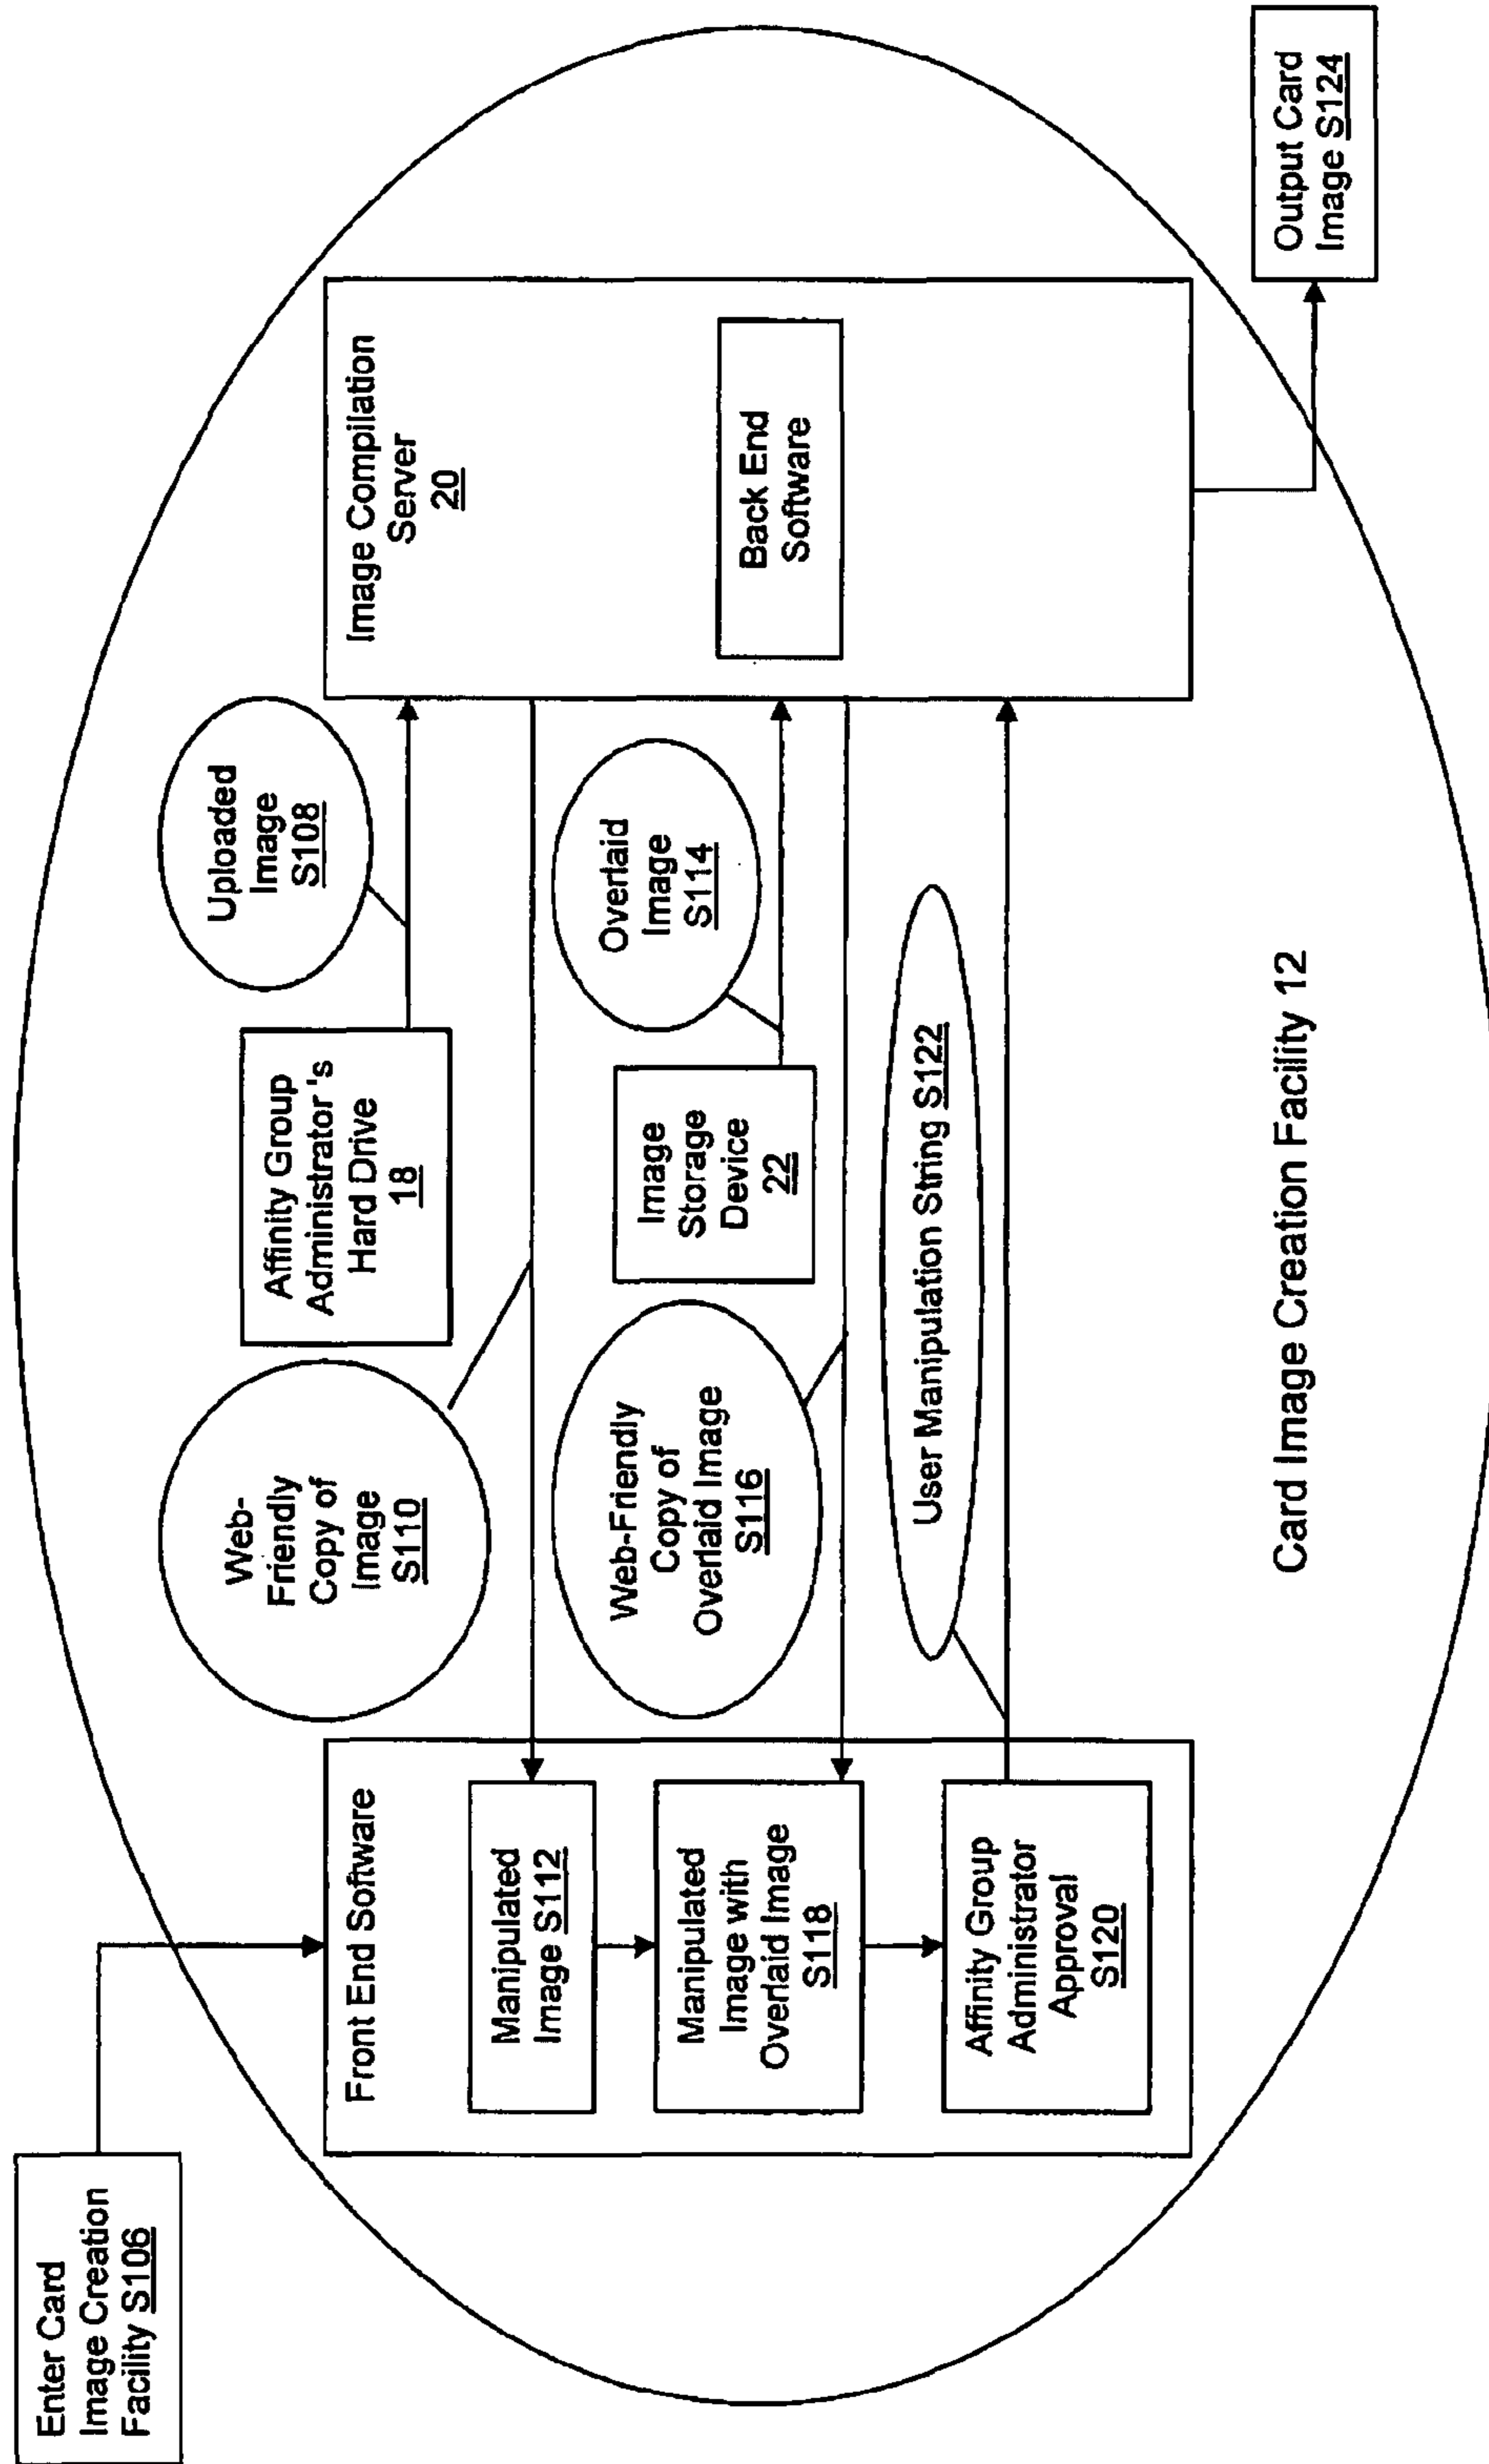 Enter Card
Image Creation
Facility S106
Front End Software
Manipulated
Image S112
Manipulated
Image with
Overlaid Image
S118
Affinity Group
Administrator
Approval
S120
Web-
Friendly
Copy of
Image
S110
Web-Friendly
Copy of
Overlaid Image
S116
User Manipulation String S122
Affinity Group
Administrator's
Hard Drive
18
Image
Storage
Device
22
Uploaded
Image
S108
Overlaid
Image
S114
Image Compilation
Server
20
Back End
Software
Output Card
Image S124
Card Image Creation Facility 12